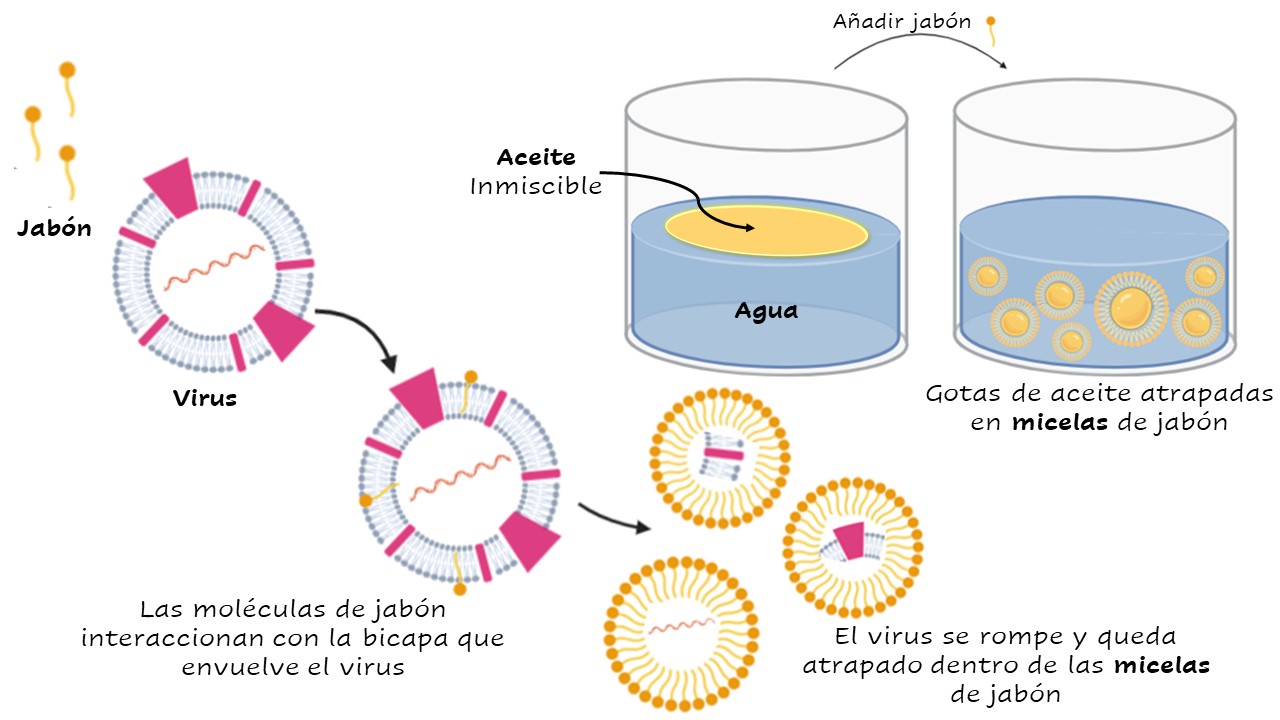 Añadir jabón
Aceite
Inmiscible
Jabón
Agua
Virus
Gotas de aceite atrapadas
en micelas de jabón
Las moléculas de jabón
interaccionan con la bicapa que
envuelve el virus
El virus se rompe y queda
atrapado dentro de las micelas
de jabón